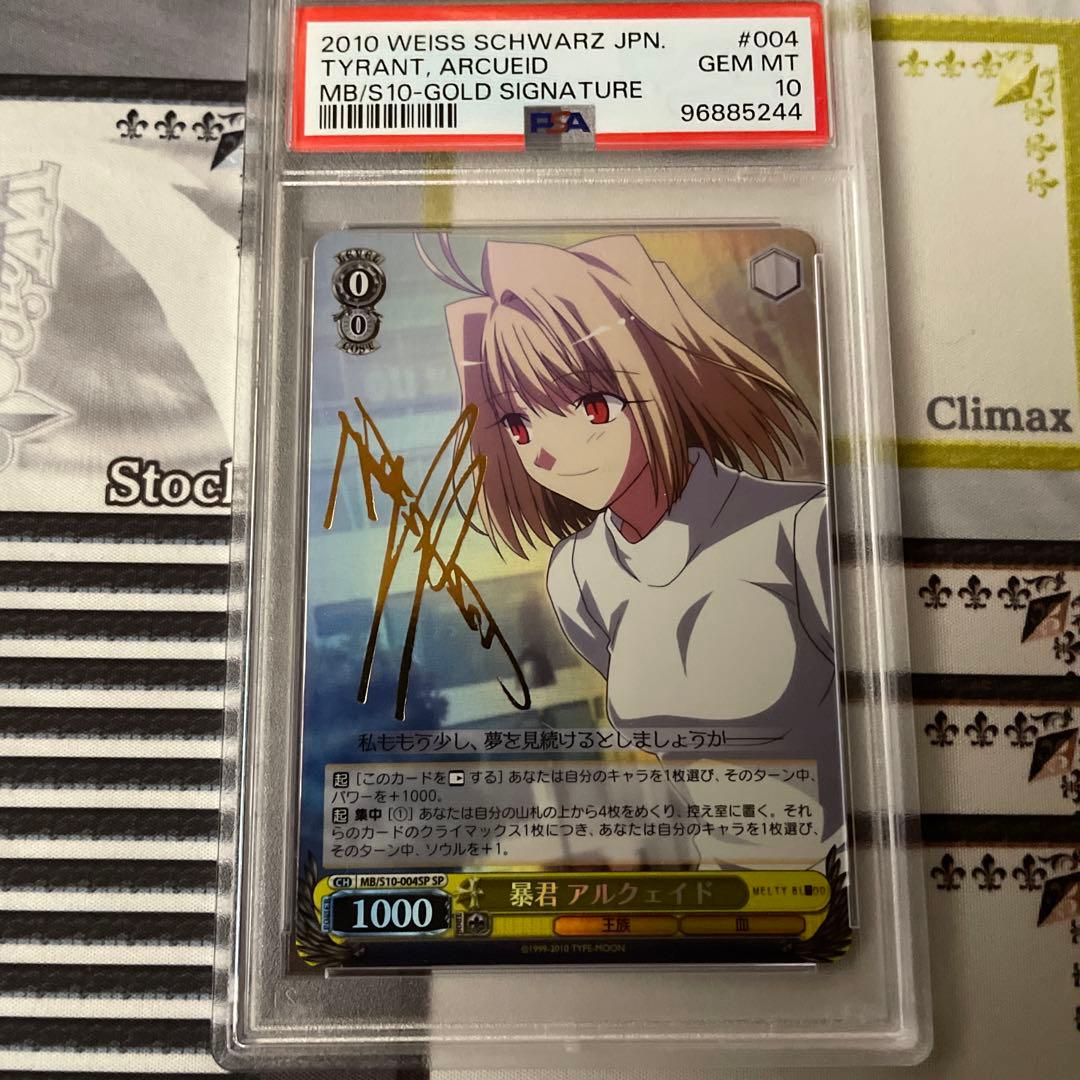 2010 WEISS SCHWARZ JPN. #004
TYRANT, ARCUEID GEM MT
MB/S10-GOLD SIGNATURE 10
PSA 96885244
LEVEL
0
0
COST
Stock
Climax
私ももう少し、夢を見続けるとしましょうか――
起 [このカードを する] あなたは自分のキャラを1枚選び、そのターン中、
パワーを+1000。
起 集中 [①] あなたは自分の山札の上から4枚をめくり、控え室に置く。それ
らのカードのクライマックス1枚につき、あなたは自分のキャラを1枚選び、
そのターン中、ソウルを+1。
CH MB/S10-004SP SP
暴君 アルクェイド
MELTY BLOOD
1000
王族 血
©1999-2010 TYPE-MOON